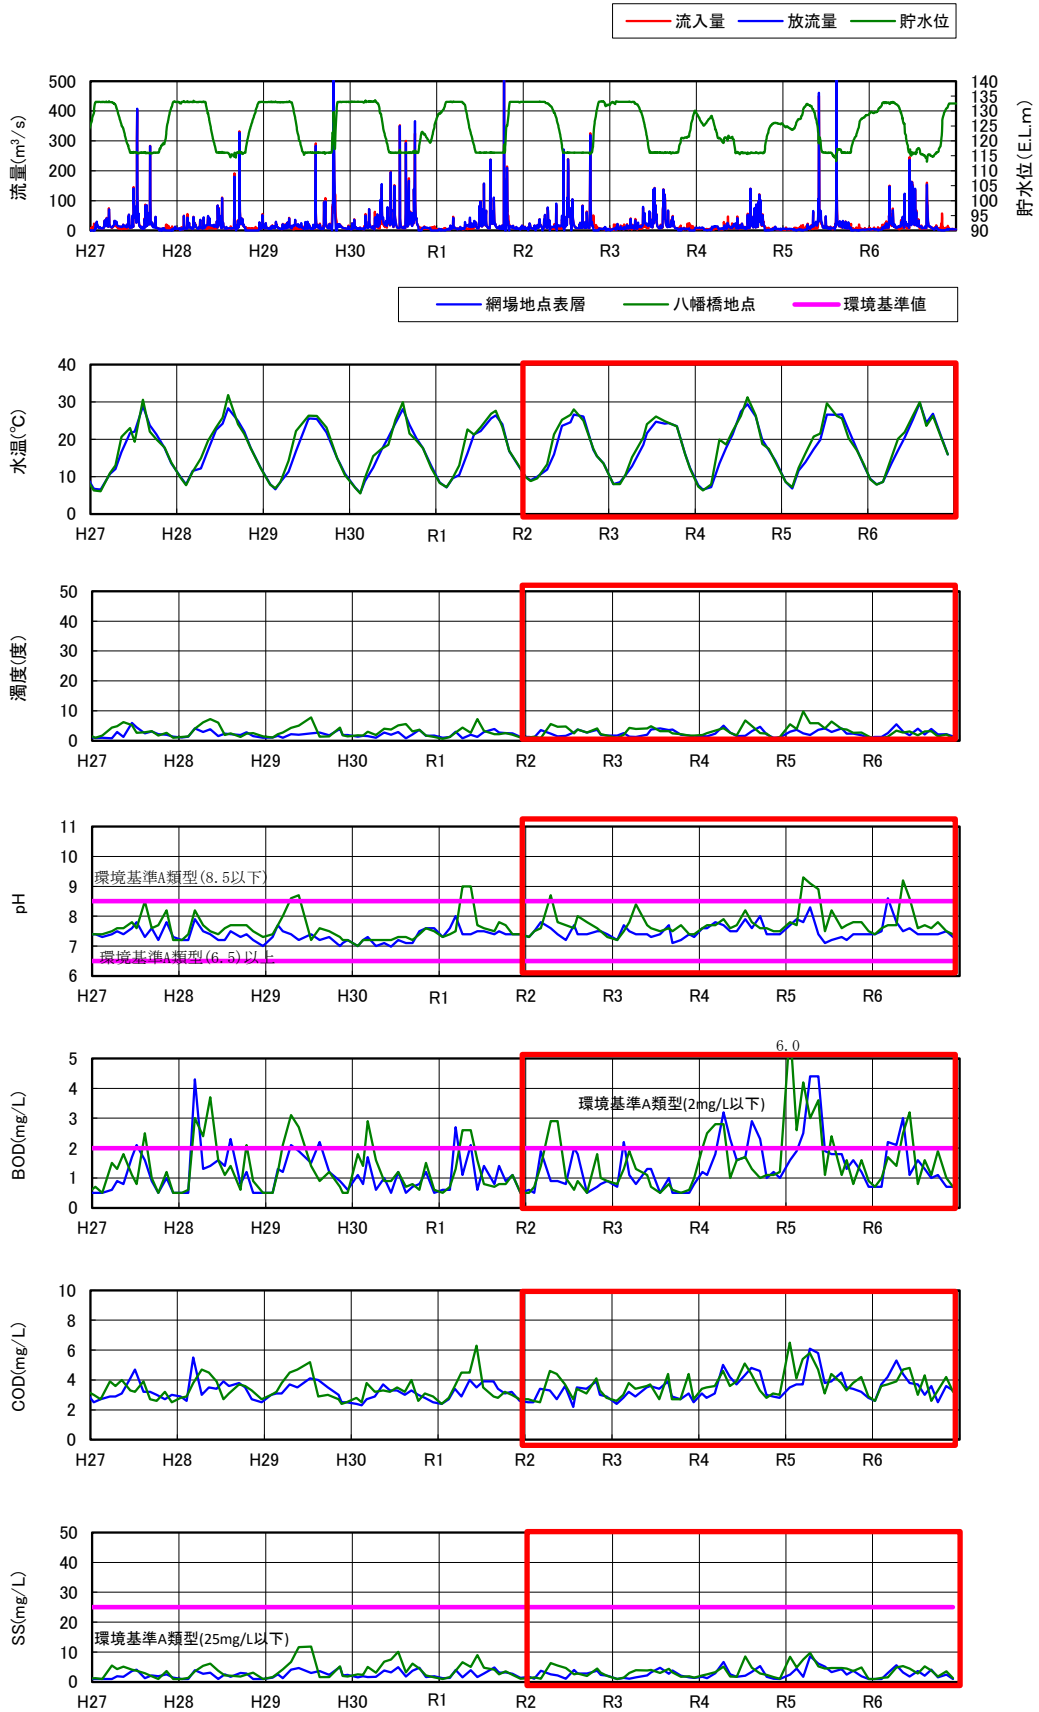 流入量 放流量 貯水位
500 400 300 200 100 0
流量(m³/s)
140 135 130 125 120 115 110 105 100 95 90
貯水位(E.L.m)
H27 H28 H29 H30 R1 R2 R3 R4 R5 R6
網場地点表層 八幡橋地点 環境基準値
40 30 20 10 0
水温(℃)
H27 H28 H29 H30 R1 R2 R3 R4 R5 R6
50 40 30 20 10 0
濁度(度)
H27 H28 H29 H30 R1 R2 R3 R4 R5 R6
11 10 9 8 7 6
pH
環境基準A類型(8.5以下)
環境基準A類型(6.5)以上
H27 H28 H29 H30 R1 R2 R3 R4 R5 R6
6.0
5 4 3 2 1 0
BOD(mg/L)
環境基準A類型(2mg/L以下)
H27 H28 H29 H30 R1 R2 R3 R4 R5 R6
10 8 6 4 2 0
COD(mg/L)
H27 H28 H29 H30 R1 R2 R3 R4 R5 R6
50 40 30 20 10 0
SS(mg/L)
環境基準A類型(25mg/L以下)
H27 H28 H29 H30 R1 R2 R3 R4 R5 R6